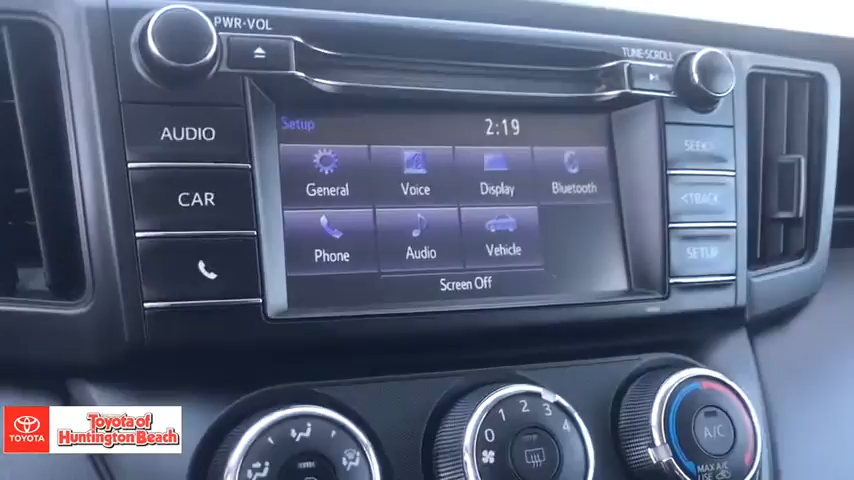 PWR·VOL
TUNE·SCROLL
AUDIO
CAR
Setup
2:19
General
Voice
Display
Bluetooth
Phone
Audio
Vehicle
Screen Off
SEEK>
<TRACK
SETUP
0 1 2 3 4
A/C
MAX A/C
TOYOTA
Toyota of
Huntington Beach